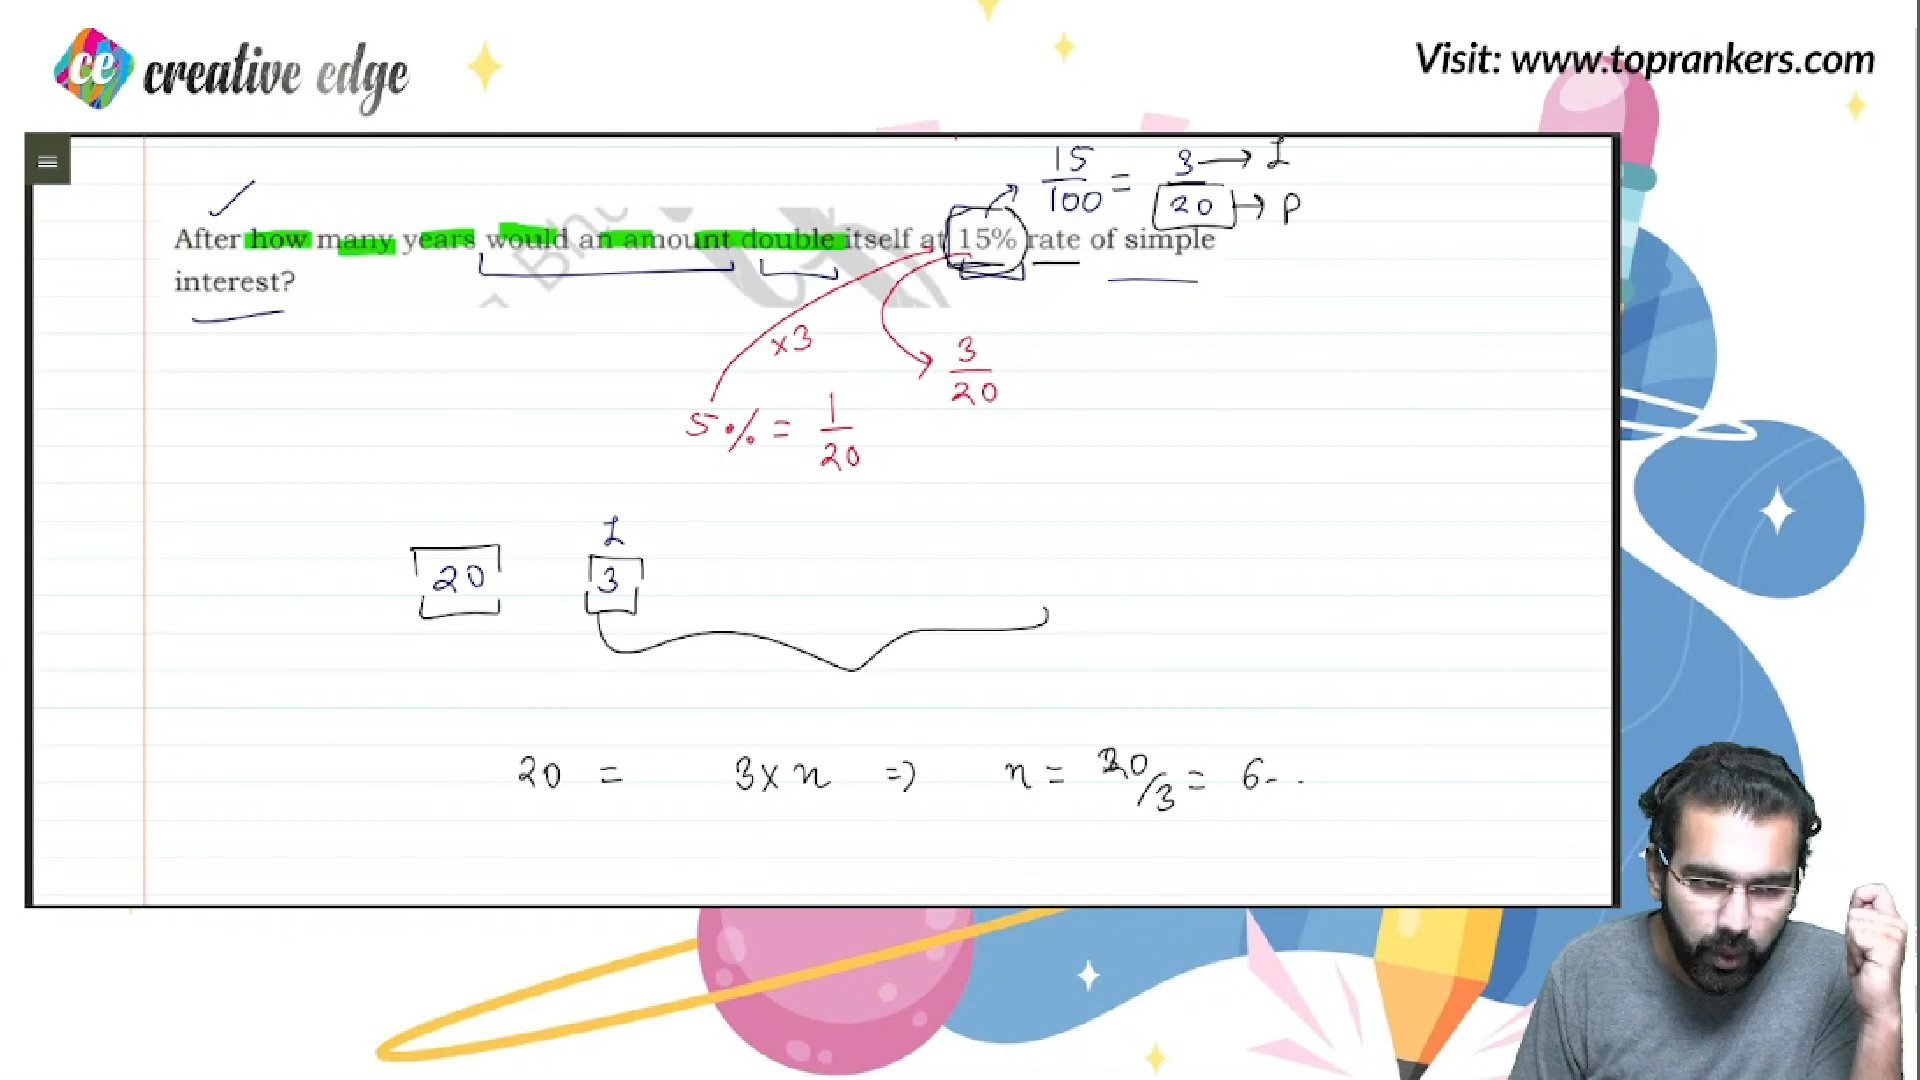 ce creative edge
Visit: www.toprankers.com
15/100 = 3/20 → I
→ P
After how many years would an amount double itself at 15% rate of simple
interest?
×3
3/20
5% = 1/20
I
20 3
20 = 3 × n ⇒ n = 20/3 = 6- . .